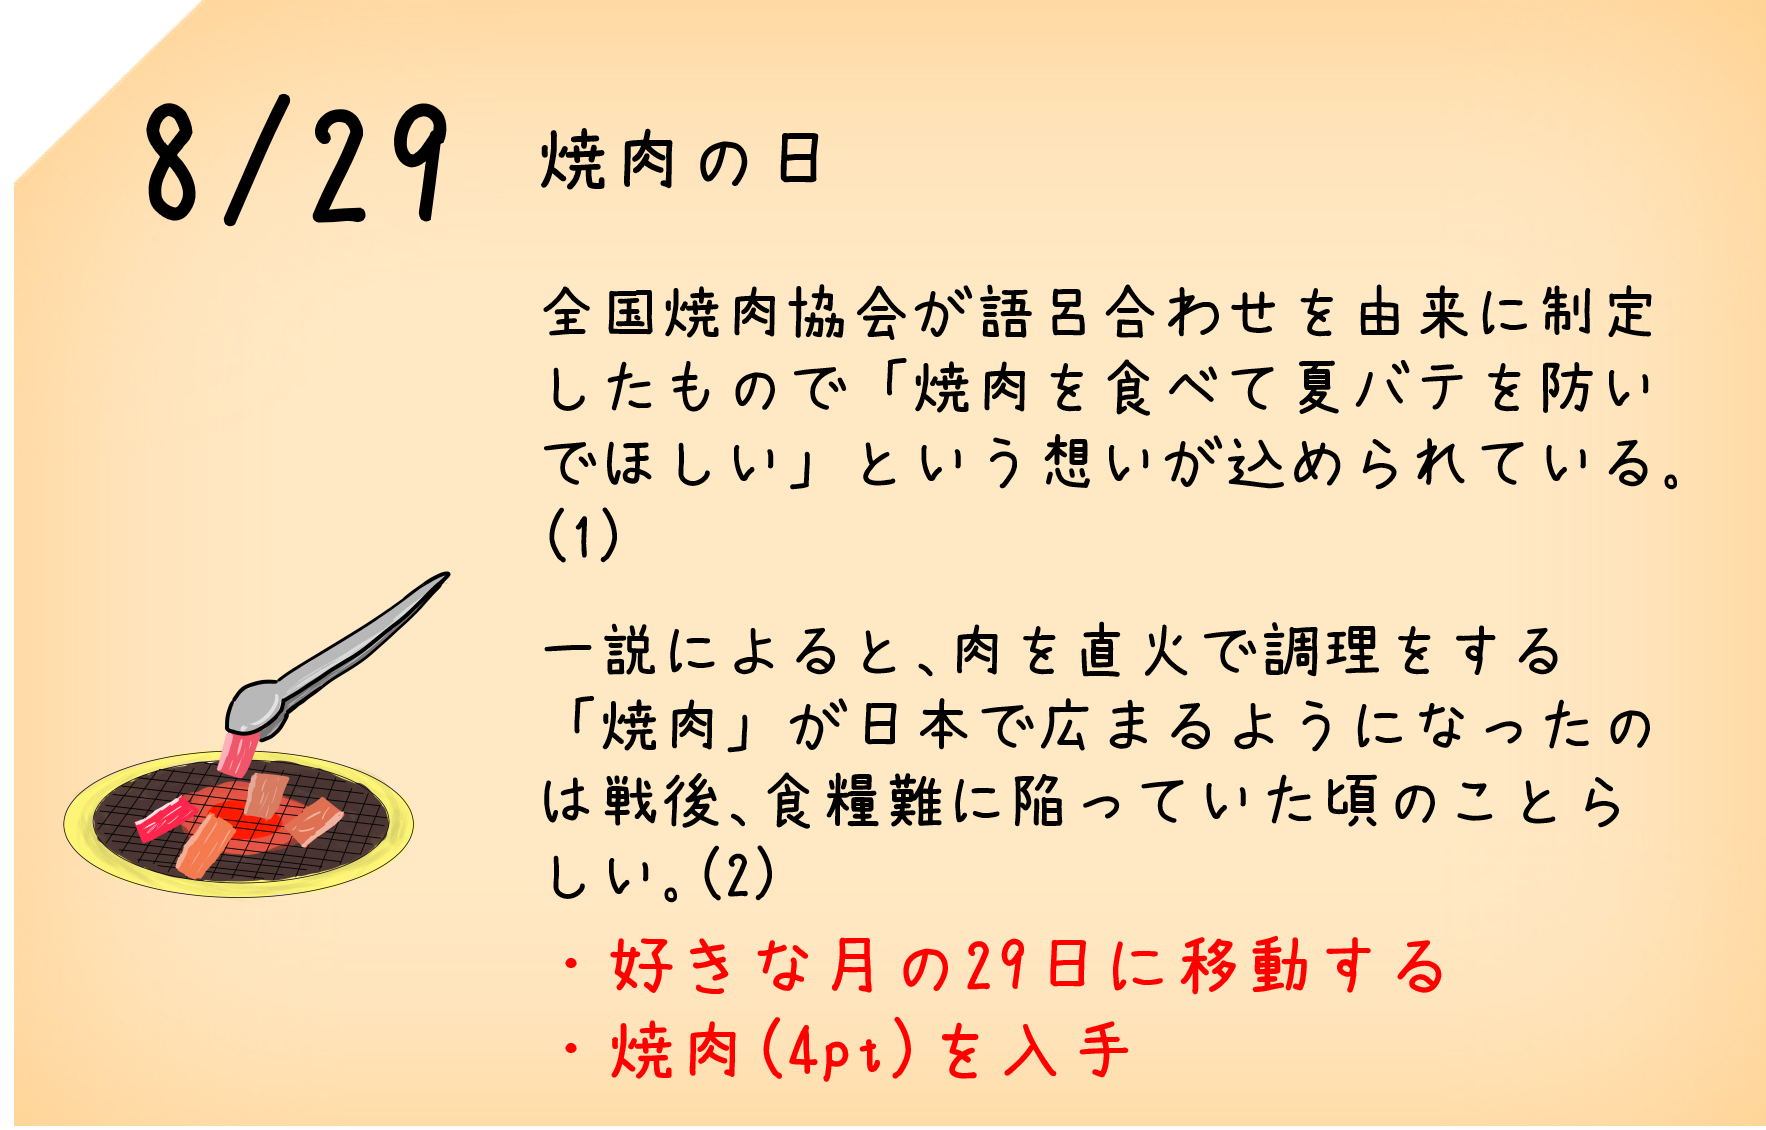 8/29 焼肉の日
全国焼肉協会が語呂合わせを由来に制定
したもので「焼肉を食べて夏バテを防い
でほしい」という想いが込められている。
(1)
一説によると、肉を直火で調理をする
「焼肉」が日本で広まるようになったの
は戦後、食糧難に陥っていた頃のことら
しい。(2)
・好きな月の29日に移動する
・焼肉(4pt)を入手